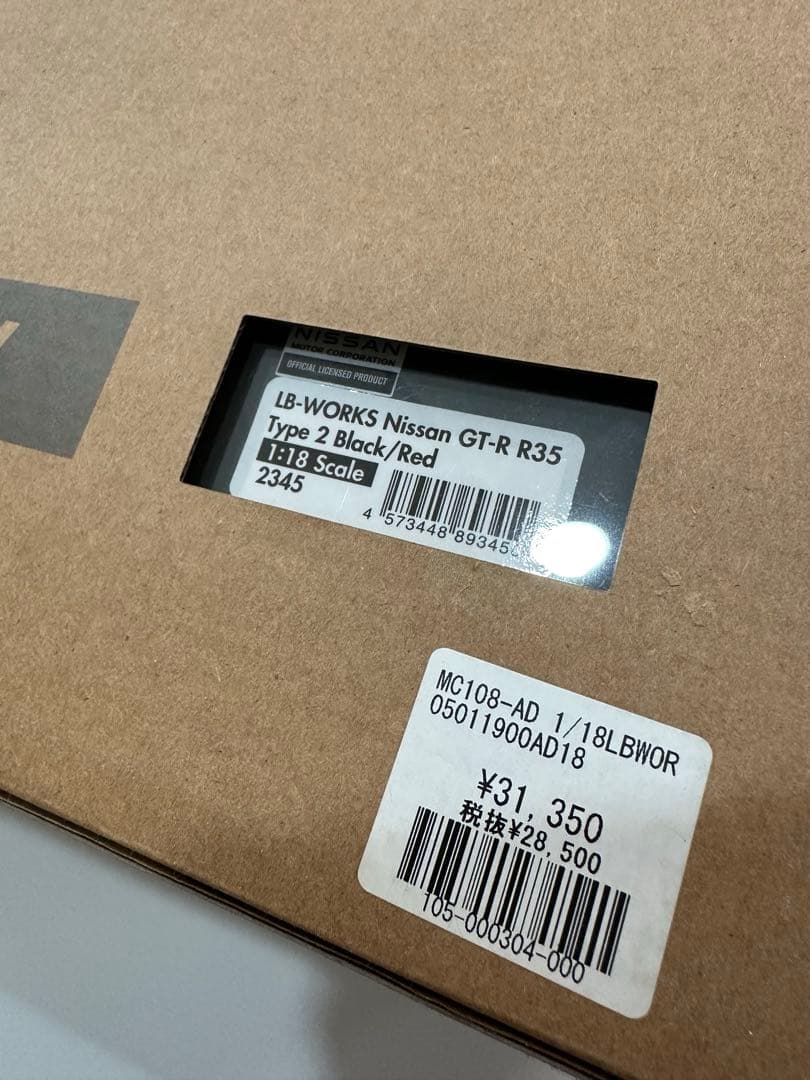 NISSAN
MOTOR CORPORATION
OFFICIAL LICENSED PRODUCT
LB-WORKS Nissan GT-R R35
Type 2 Black/Red
1:18 Scale
2345
4 573448 89345
MC108-AD 1/18LBWOR
05011900AD18
¥31,350
税抜¥28,500
105-000304-000